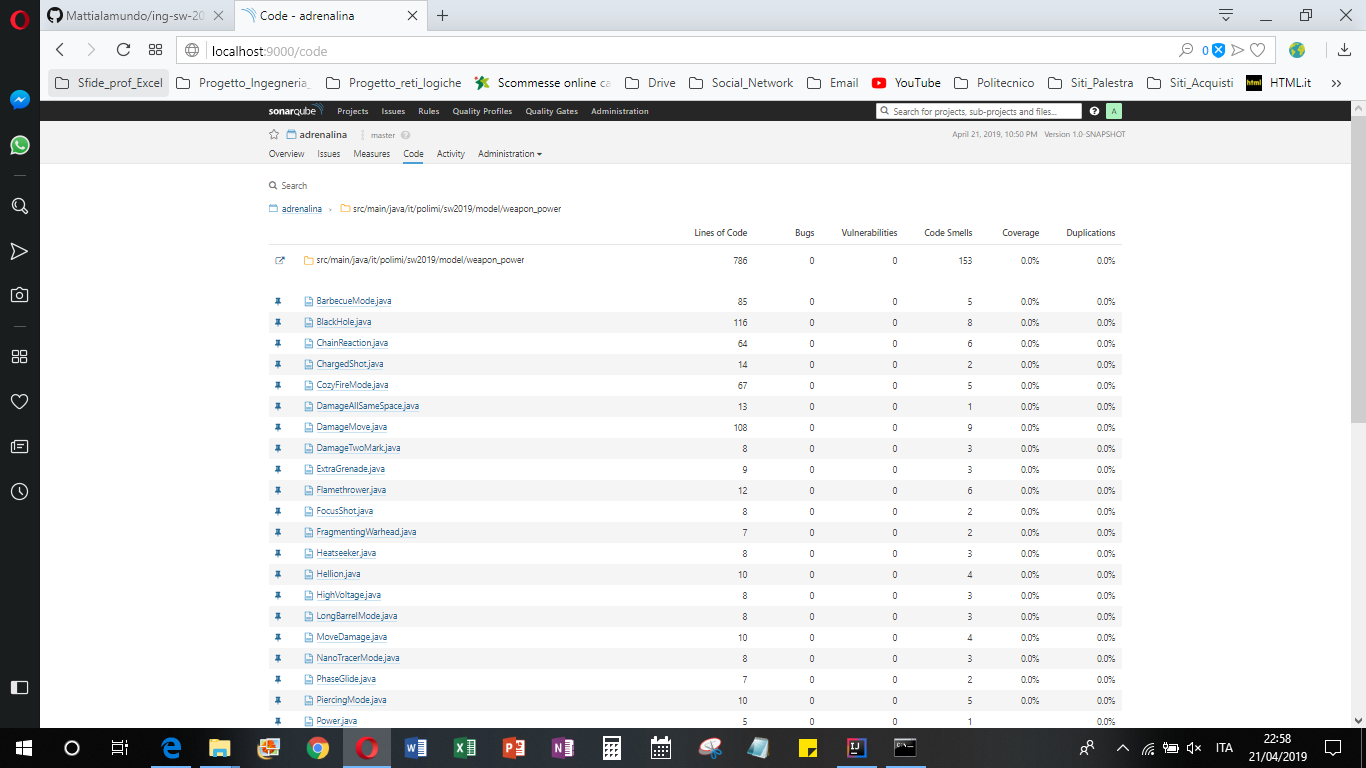 Mattialamundo/ing-sw-20
Code - adrenalina
localhost:9000/code
0
Sfide_prof_Excel
Progetto_Ingegneria_
Progetto_reti_logiche
Scommesse online ca
Drive
Social_Network
Email
YouTube
Politecnico
Siti_Palestra
Siti_Acquisti
html
HTML.it
sonarqube Projects Issues Rules Quality Profiles Quality Gates Administration
Search for projects, sub-projects and files...
A
adrenalina master
April 21, 2019, 10:50 PM Version 1.0-SNAPSHOT
Overview Issues Measures Code Activity Administration
Search
adrenalina > src/main/java/it/polimi/sw2019/model/weapon_power
Lines of Code Bugs Vulnerabilities Code Smells Coverage Duplications
src/main/java/it/polimi/sw2019/model/weapon_power 786 0 0 153 0.0% 0.0%
BarbecueMode.java 85 0 0 5 0.0% 0.0%
BlackHole.java 116 0 0 8 0.0% 0.0%
ChainReaction.java 64 0 0 6 0.0% 0.0%
ChargedShot.java 14 0 0 2 0.0% 0.0%
CozyFireMode.java 67 0 0 5 0.0% 0.0%
DamageAllSameSpace.java 13 0 0 1 0.0% 0.0%
DamageMove.java 108 0 0 9 0.0% 0.0%
DamageTwoMark.java 8 0 0 3 0.0% 0.0%
ExtraGrenade.java 9 0 0 3 0.0% 0.0%
Flamethrower.java 12 0 0 6 0.0% 0.0%
FocusShot.java 8 0 0 2 0.0% 0.0%
FragmentingWarhead.java 7 0 0 2 0.0% 0.0%
Heatseeker.java 8 0 0 3 0.0% 0.0%
Hellion.java 10 0 0 4 0.0% 0.0%
HighVoltage.java 8 0 0 3 0.0% 0.0%
LongBarrelMode.java 8 0 0 3 0.0% 0.0%
MoveDamage.java 10 0 0 4 0.0% 0.0%
NanoTracerMode.java 8 0 0 3 0.0% 0.0%
PhaseGlide.java 7 0 0 2 0.0% 0.0%
PiercingMode.java 10 0 0 5 0.0% 0.0%
Power.java 5 0 0 1 0.0%
ITA
22:58
21/04/2019